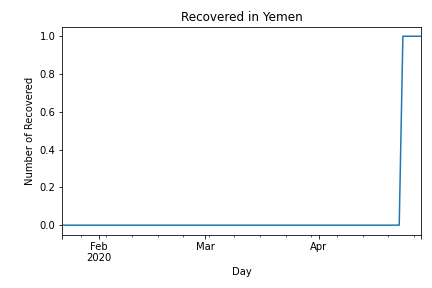 Recovered in Yemen
Number of Recovered
1.0
0.8
0.6
0.4
0.2
0.0
Feb
2020
Mar
Apr
Day